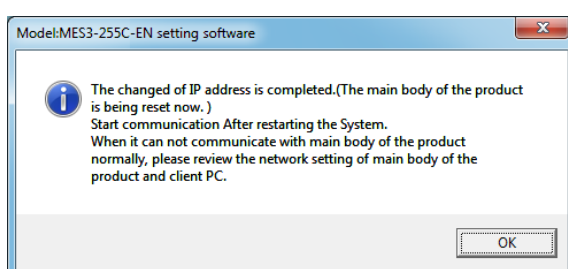 Model:MES3-255C-EN setting software
The changed of IP address is completed.(The main body of the product
is being reset now. )
Start communication After restarting the System.
When it can not communicate with main body of the product
normally, please review the network setting of main body of the
product and client PC.
OK